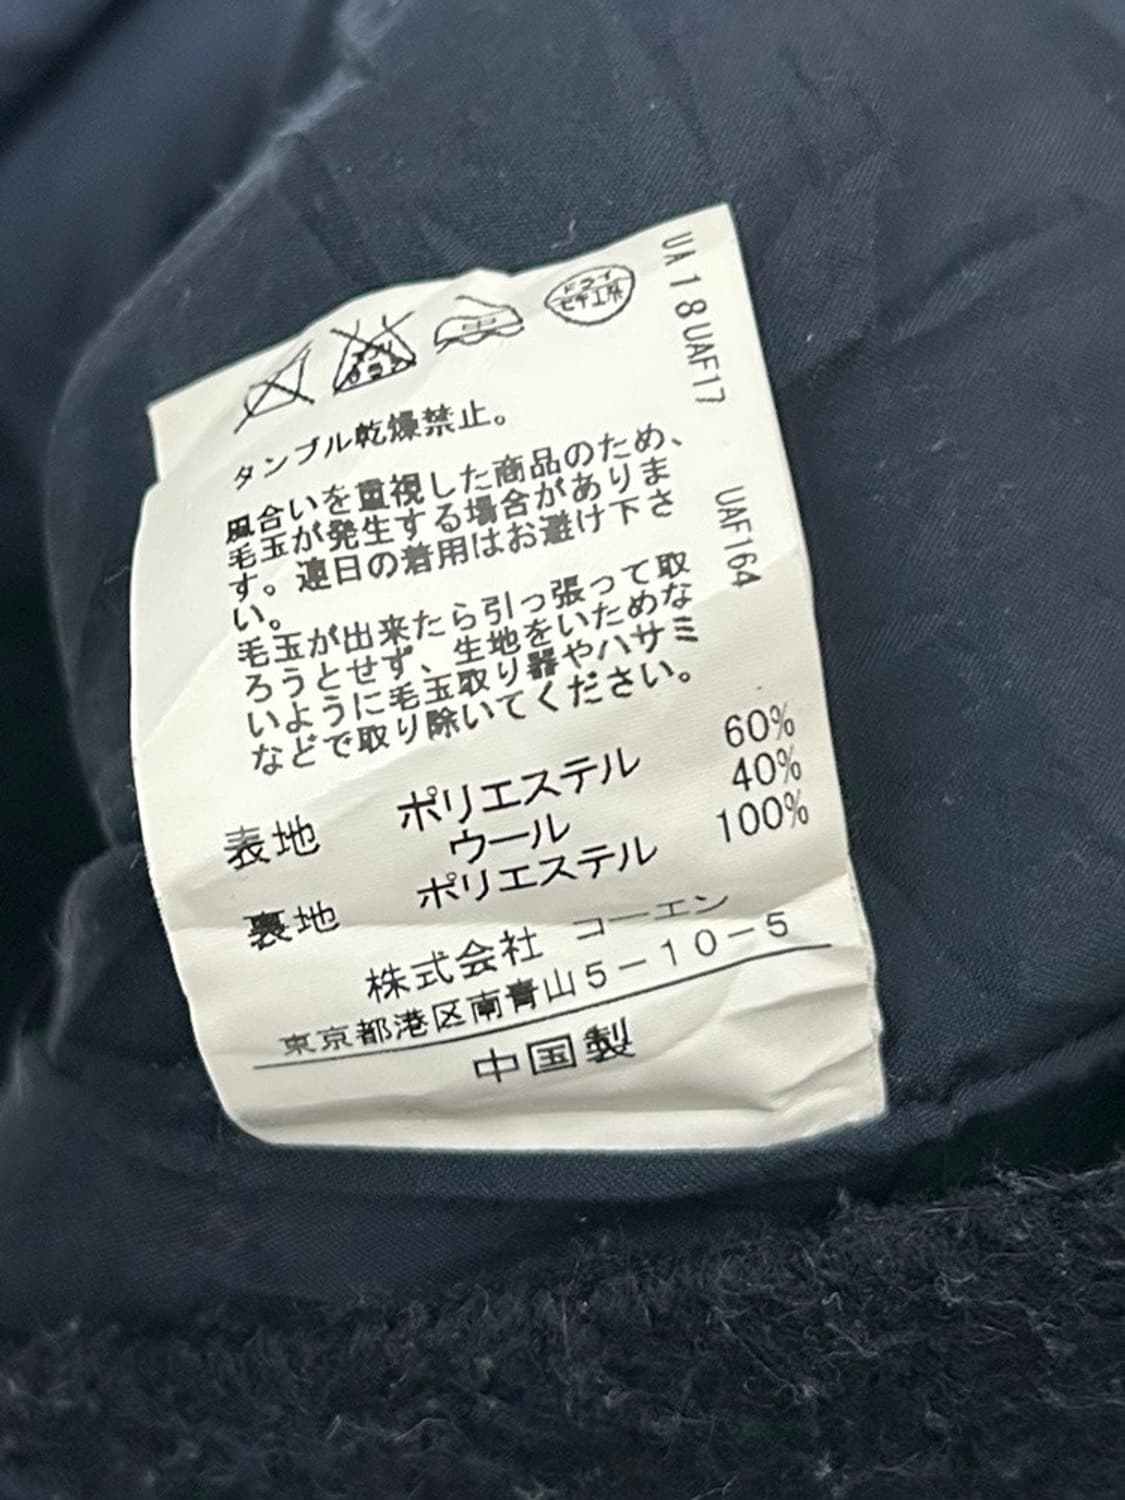 ドライ
セキユ系
エンソ
サラシ
UA18UAF17 UAF164
タンブル乾燥禁止。
風合いを重視した商品のため、
毛玉が発生する場合がありま
す。連日の着用はお避け下さ
い。
毛玉が出来たら引っ張って取
ろうとせず、生地をいためな
いように毛玉取り器やハサミ
などで取り除いてください。
表地 ポリエステル 60%
ウール 40%
裏地 ポリエステル 100%
株式会社 コーエン
東京都港区南青山5-10-5
中国製